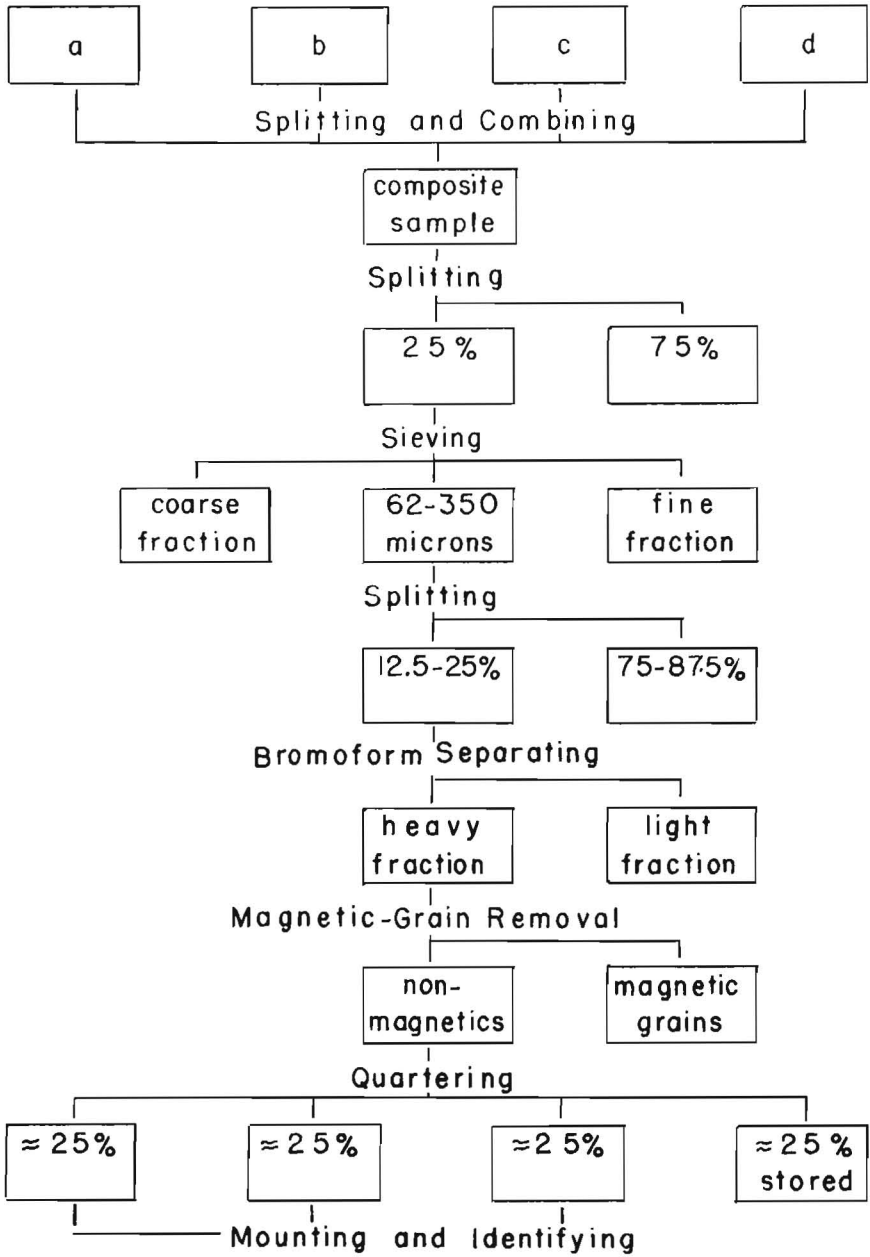 a b c d
Splitting and Combining
composite
sample
Splitting
25% 75%
Sieving
coarse
fraction
62-350
microns
fine
fraction
Splitting
12.5-25% 75-87.5%
Bromoform Separating
heavy
fraction
light
fraction
Magnetic-Grain Removal
non-
magnetics
magnetic
grains
Quartering
≈25% ≈25% ≈25% ≈25%
stored
Mounting and Identifying